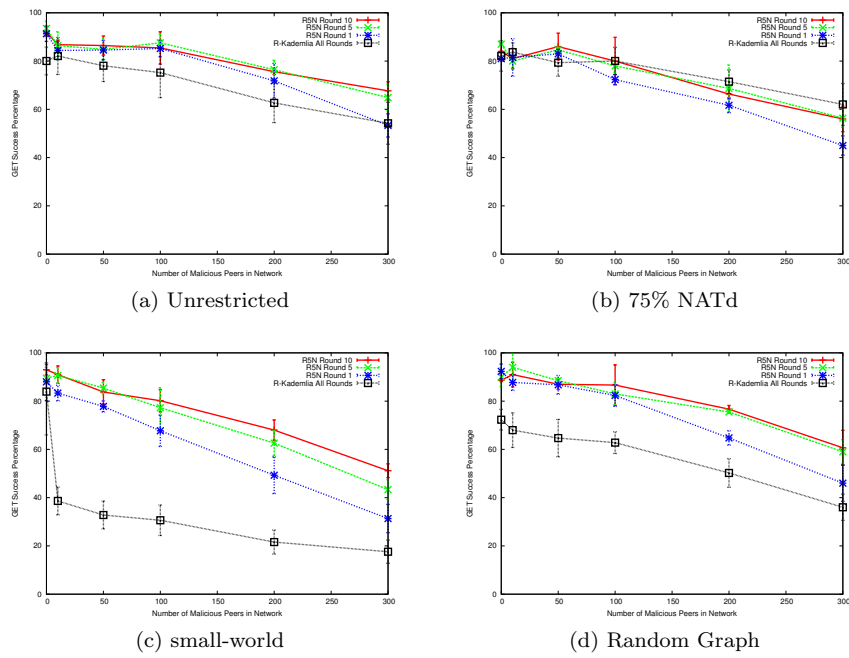 100
80
60
40
20
0
GET Success Percentage
R5N Round 10
R5N Round 5
R5N Round 1
R-Kademlia All Rounds
0 50 100 150 200 250 300
Number of Malicious Peers in Network
(a) Unrestricted
100
80
60
40
20
0
GET Success Percentage
R5N Round 10
R5N Round 5
R5N Round 1
R-Kademlia All Rounds
0 50 100 150 200 250 300
Number of Malicious Peers in Network
(b) 75% NATd
100
80
60
40
20
0
GET Success Percentage
R5N Round 10
R5N Round 5
R5N Round 1
R-Kademlia All Rounds
0 50 100 150 200 250 300
Number of Malicious Peers in Network
(c) small-world
100
80
60
40
20
0
GET Success Percentage
R5N Round 10
R5N Round 5
R5N Round 1
R-Kademlia All Rounds
0 50 100 150 200 250 300
Number of Malicious Peers in Network
(d) Random Graph